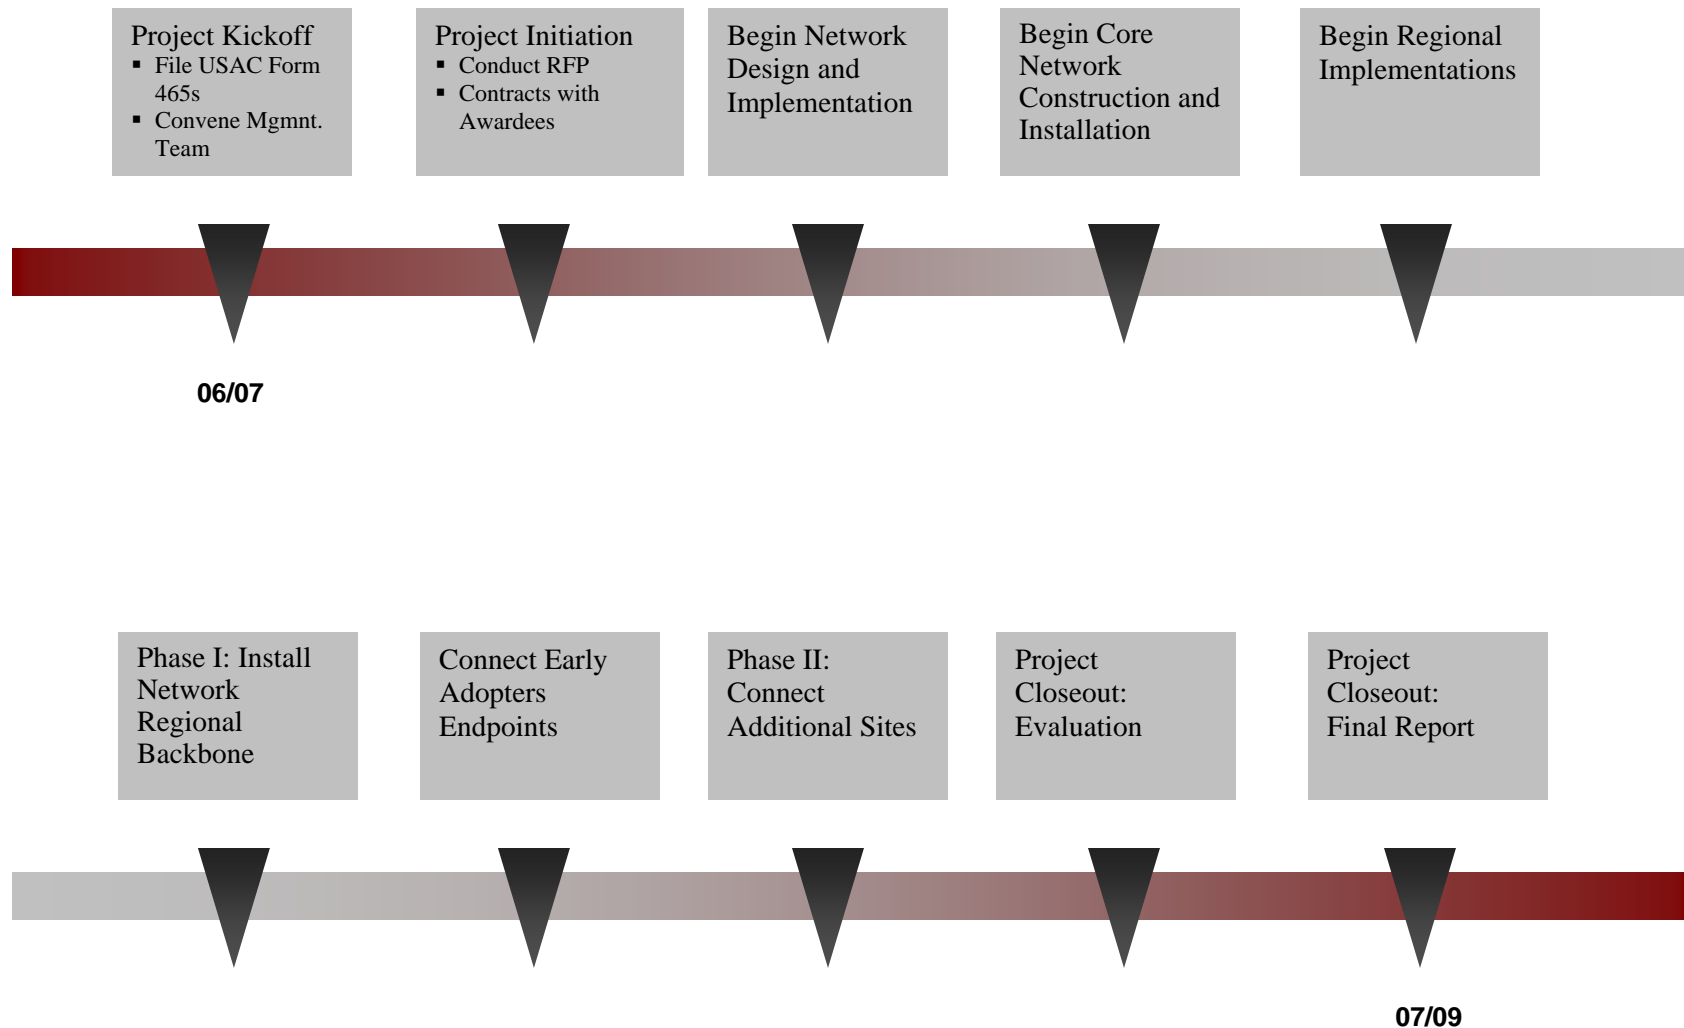 Project Kickoff
▪ File USAC Form
465s
▪ Convene Mgmnt.
Team
Project Initiation
▪ Conduct RFP
▪ Contracts with
Awardees
Begin Network
Design and
Implementation
Begin Core
Network
Construction and
Installation
Begin Regional
Implementations
06/07
Phase I: Install
Network
Regional
Backbone
Connect Early
Adopters
Endpoints
Phase II:
Connect
Additional Sites
Project
Closeout:
Evaluation
Project
Closeout:
Final Report
07/09